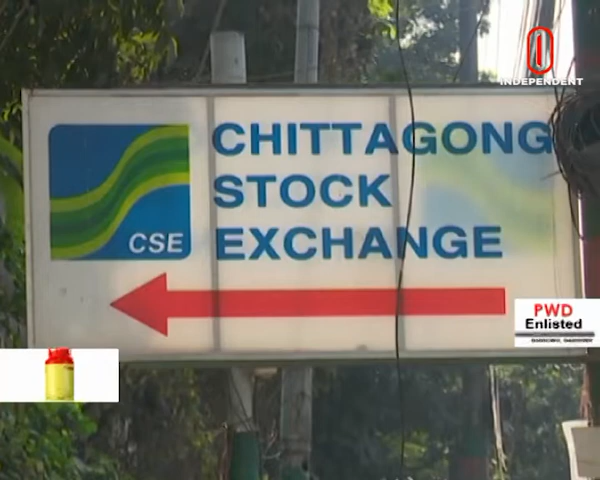 INDEPENDENT
CHITTAGONG
STOCK
EXCHANGE
CSE
PWD
Enlisted